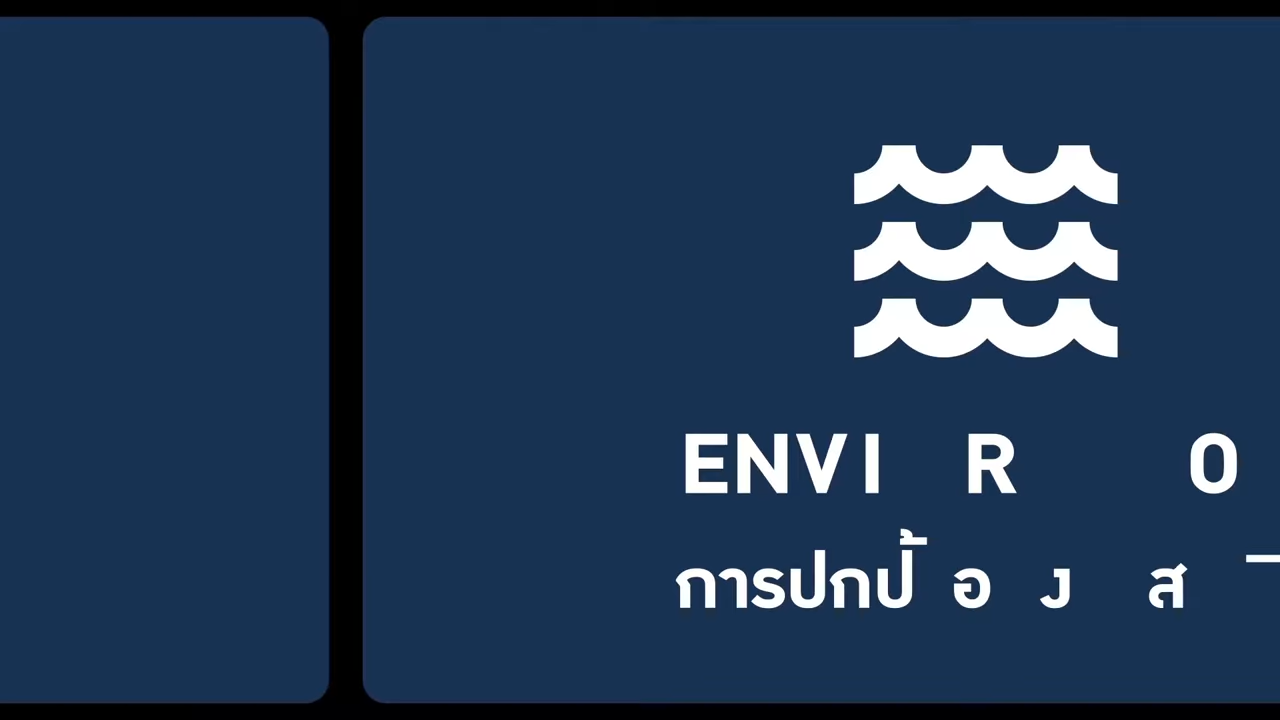 ENVI R O
การปกป้ อ ง ส